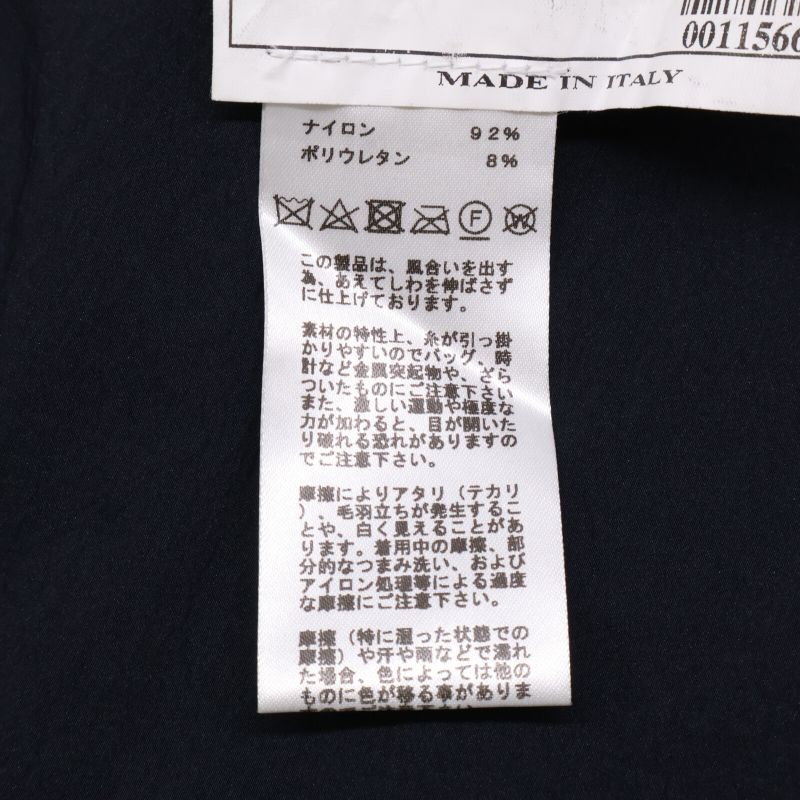 001156
MADE IN ITALY
ナイロン 92%
ポリウレタン 8%
F W
この製品は、風合いを出す
為、あえてしわを伸ばさず
に仕上げております。
素材の特性上、糸が引っ掛
かりやすいのでバッグ、時
計など金属突起物や、ざら
ついたものにご注意下さい
また、激しい運動や極度な
力が加わると、目が開いた
り破れる恐れがありますの
でご注意下さい。
摩擦によりアタリ（テカリ
）、毛羽立ちが発生するこ
とや、白く見えることがあ
ります。着用中の摩擦、部
分的なつまみ洗い、および
アイロン処理等による過度
な摩擦にご注意ください。
摩擦（特に湿った状態での
摩擦）や汗や雨などで濡れ
た場合、色によっては他の
ものに色が移る事がありま
すのでご注意下さい。